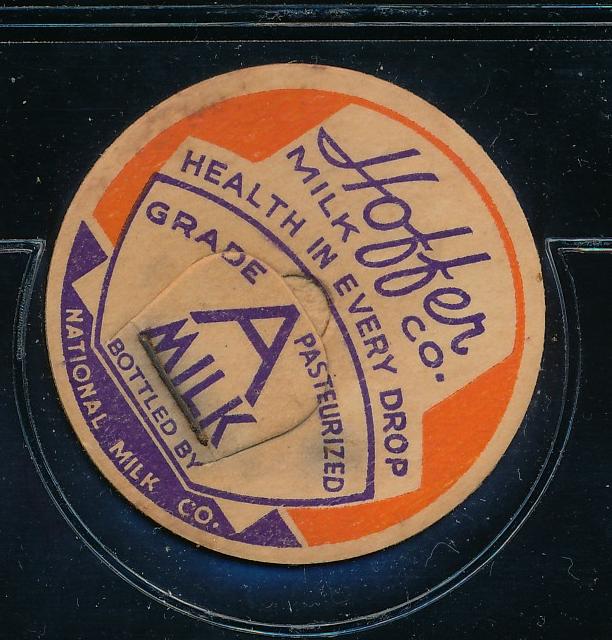 Hoffer
MILK CO.
HEALTH IN EVERY DROP
GRADE
A
PASTEURIZED
MILK
BOTTLED BY
NATIONAL MILK CO.